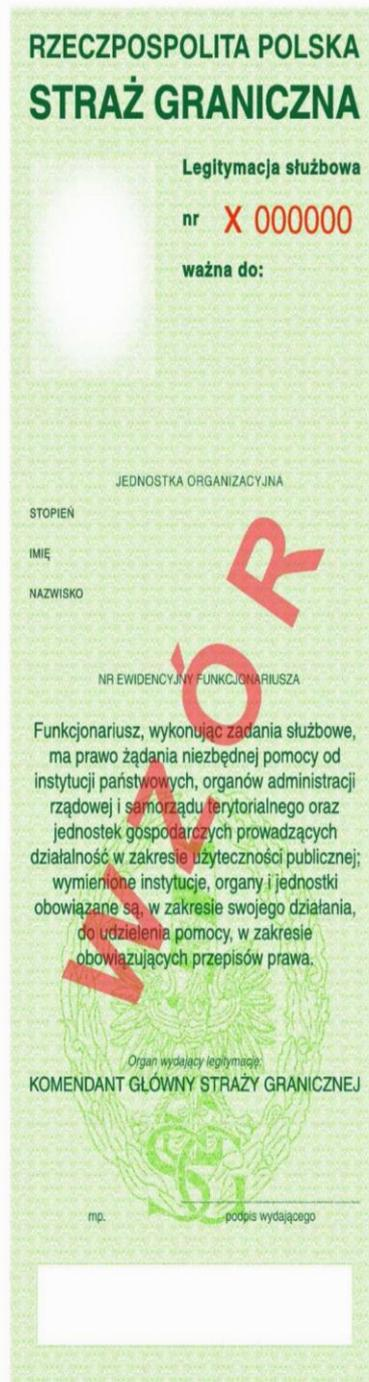 RZECZPOSPOLITA POLSKA
STRAŻ GRANICZNA
Legitymacja służbowa
nr X 000000
ważna do:
JEDNOSTKA ORGANIZACYJNA
STOPIEŃ
IMIĘ
NAZWISKO
NR EWIDENCYJNY FUNKCJONARIUSZA
Funkcjonariusz, wykonując zadania służbowe,
ma prawo żądania niezbędnej pomocy od
instytucji państwowych, organów administracji
rządowej i samorządu terytorialnego oraz
jednostek gospodarczych prowadzących
działalność w zakresie użyteczności publicznej;
wymienione instytucje, organy i jednostki
obowiązane są, w zakresie swojego działania,
do udzielenia pomocy, w zakresie
obowiązujących przepisów prawa.
WZÓR
Organ wydający legitymację:
KOMENDANT GŁÓWNY STRAŻY GRANICZNEJ
SG
mp. podpis wydającego